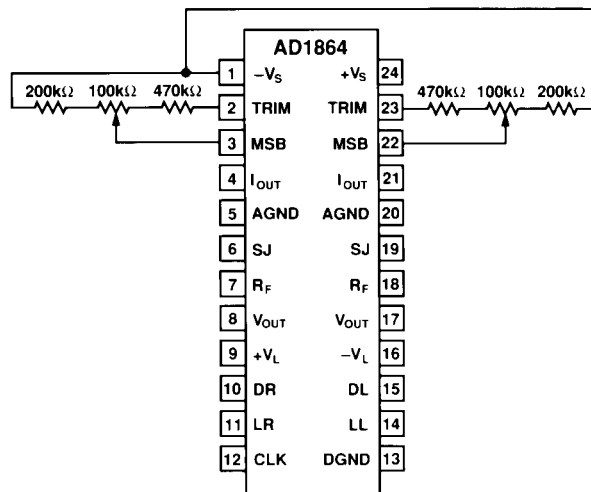 AD1864
1 −VS +VS 24
200kΩ 100kΩ 470kΩ 2 TRIM TRIM 23 470kΩ 100kΩ 200kΩ
3 MSB MSB 22
4 IOUT IOUT 21
5 AGND AGND 20
6 SJ SJ 19
7 RF RF 18
8 VOUT VOUT 17
9 +VL −VL 16
10 DR DL 15
11 LR LL 14
12 CLK DGND 13